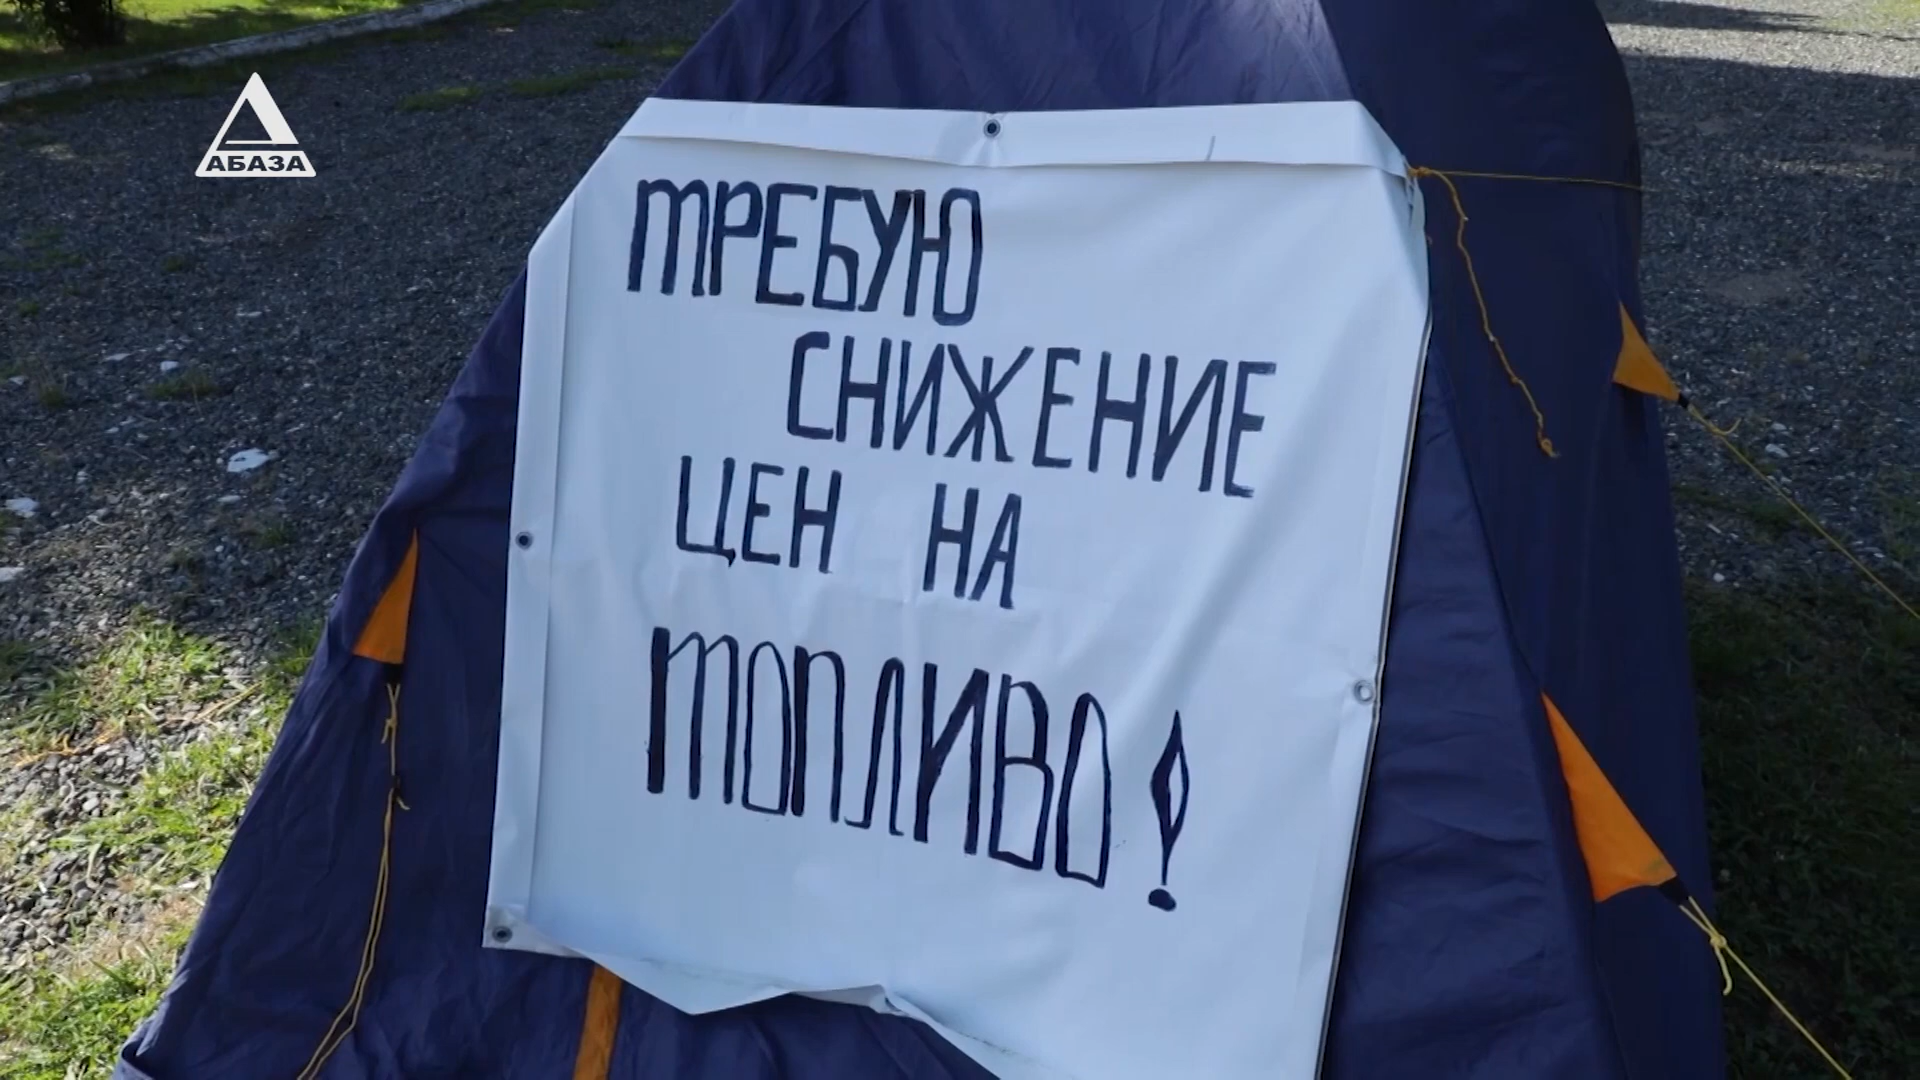 АБАЗА
ТРЕБУЮ
СНИЖЕНИЕ
ЦЕН НА
ТОПЛИВО!